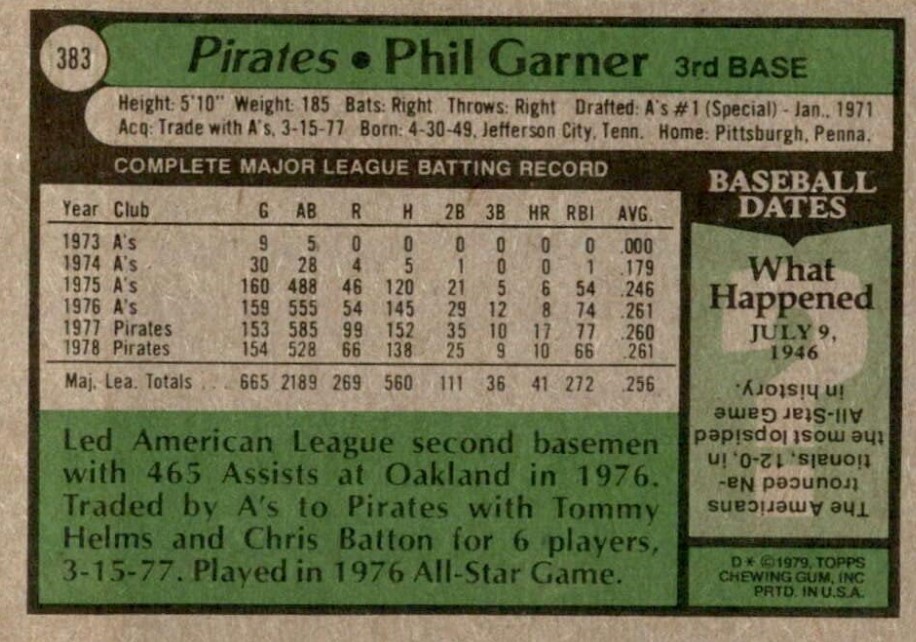 383
Pirates • Phil Garner 3rd BASE
Height: 5'10" Weight: 185 Bats: Right Throws: Right Drafted: A's #1 (Special) - Jan., 1971
Acq: Trade with A's, 3-15-77 Born: 4-30-49, Jefferson City, Tenn. Home: Pittsburgh, Penna.
COMPLETE MAJOR LEAGUE BATTING RECORD
Year Club G AB R H 2B 3B HR RBI AVG.
1973 A's 9 5 0 0 0 0 0 0 .000
1974 A's 30 28 4 5 1 0 0 1 .179
1975 A's 160 488 46 120 21 5 6 54 .246
1976 A's 159 555 54 145 29 12 8 74 .261
1977 Pirates 153 585 99 152 35 10 17 77 .260
1978 Pirates 154 528 66 138 25 9 10 66 .261
Maj. Lea. Totals ... 665 2189 269 560 111 36 41 272 .256
Led American League second basemen
with 465 Assists at Oakland in 1976.
Traded by A's to Pirates with Tommy
Helms and Chris Batton for 6 players,
3-15-77. Played in 1976 All-Star Game.
BASEBALL
DATES
What
Happened
JULY 9,
1946
The Americans
trounced Na-
tionals, 12-0, in
the most lopsided
All-Star Game
in history.
D* ©1979, TOPPS
CHEWING GUM, INC
PRTD. IN U.S.A.